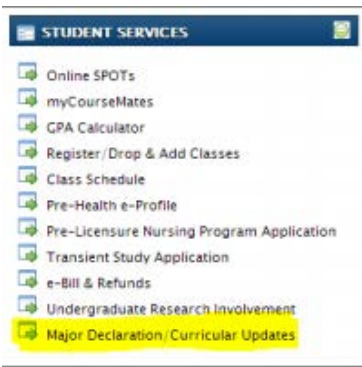 STUDENT SERVICES
Online SPOTs
myCourseMates
GPA Calculator
Register/Drop & Add Classes
Class Schedule
Pre-Health e-Profile
Pre-Licensure Nursing Program Application
Transient Study Application
e-Bill & Refunds
Undergraduate Research Involvement
Major Declaration/Curricular Updates